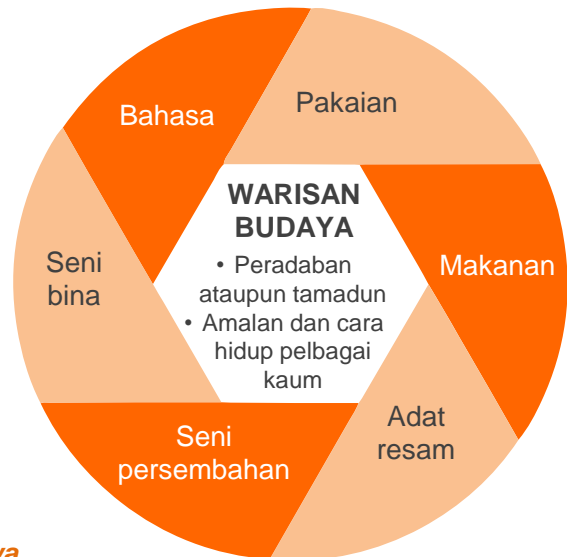 Bahasa
Pakaian
WARISAN
BUDAYA
• Peradaban
ataupun tamadun
• Amalan dan cara
hidup pelbagai
kaum
Makanan
Adat
resam
Seni
persembahan
Seni
bina